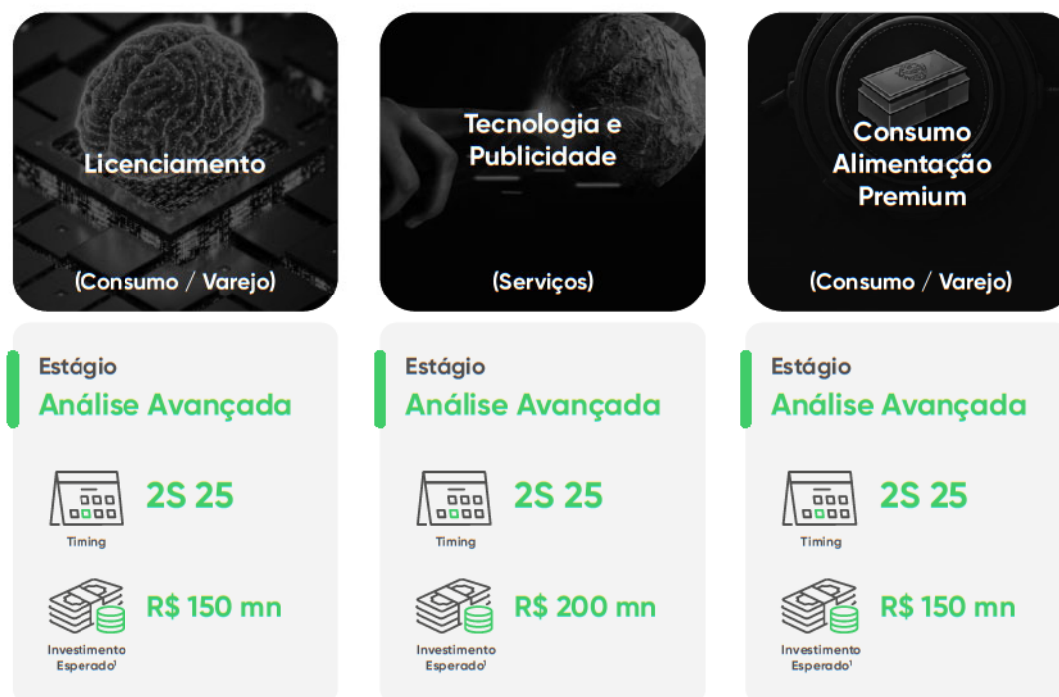 Licenciamento
(Consumo / Varejo)
Estágio
Análise Avançada
2S 25
Timing
R$ 150 mn
Investimento
Esperado¹
Tecnologia e
Publicidade
(Serviços)
Estágio
Análise Avançada
2S 25
Timing
R$ 200 mn
Investimento
Esperado¹
Consumo
Alimentação
Premium
(Consumo / Varejo)
Estágio
Análise Avançada
2S 25
Timing
R$ 150 mn
Investimento
Esperado¹